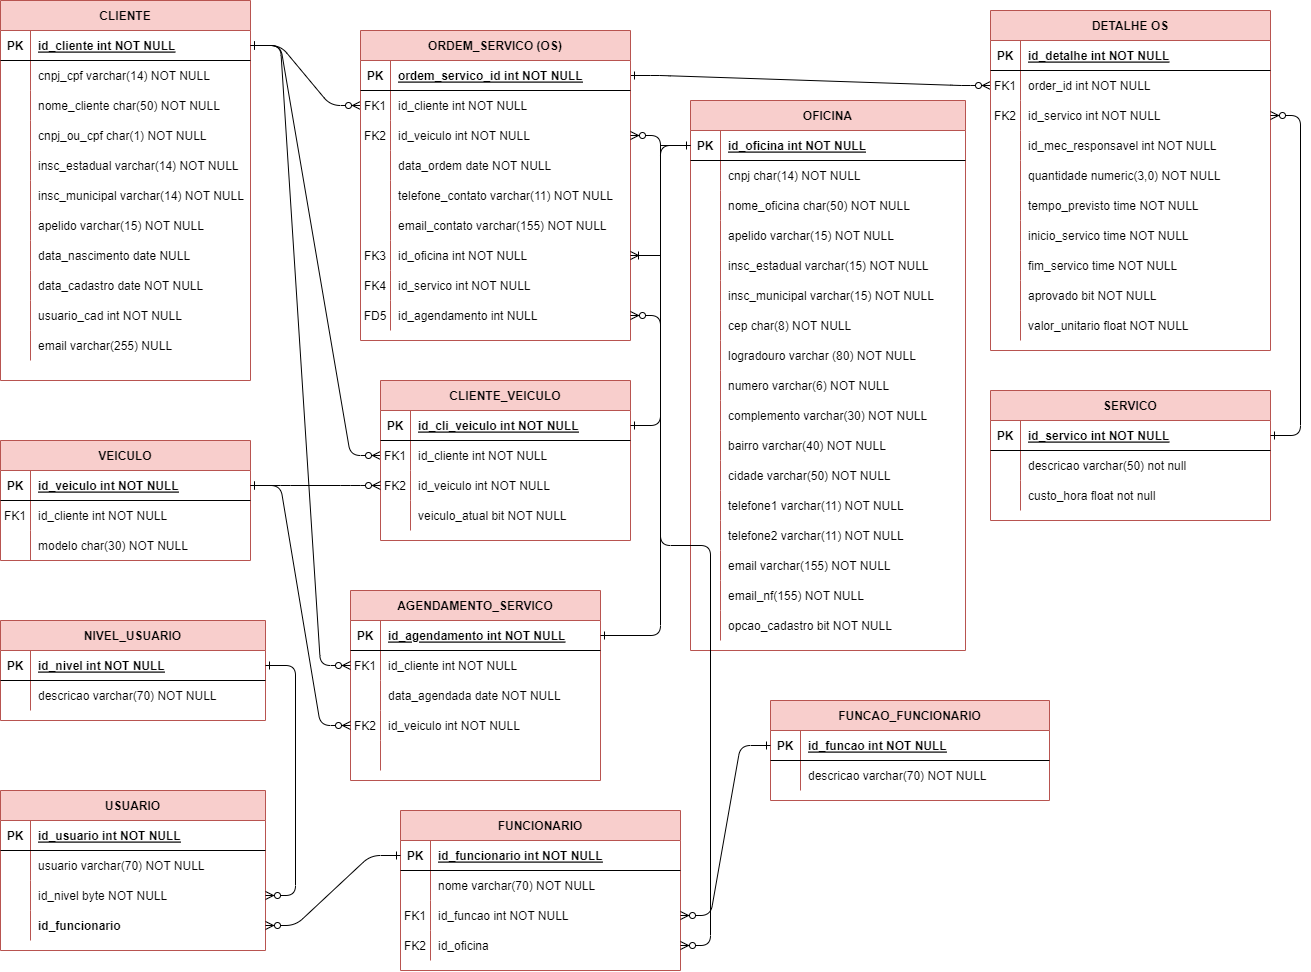 CLIENTE
PK id_cliente int NOT NULL
cnpj_cpf varchar(14) NOT NULL
nome_cliente char(50) NOT NULL
cnpj_ou_cpf char(1) NOT NULL
insc_estadual varchar(14) NOT NULL
insc_municipal varchar(14) NOT NULL
apelido varchar(15) NOT NULL
data_nascimento date NULL
data_cadastro date NOT NULL
usuario_cad int NOT NULL
email varchar(255) NULL
ORDEM_SERVICO (OS)
PK ordem_servico_id int NOT NULL
FK1 id_cliente int NOT NULL
FK2 id_veiculo int NOT NULL
data_ordem date NOT NULL
telefone_contato varchar(11) NOT NULL
email_contato varchar(155) NOT NULL
FK3 id_oficina int NOT NULL
FK4 id_servico int NOT NULL
FD5 id_agendamento int NULL
OFICINA
PK id_oficina int NOT NULL
cnpj char(14) NOT NULL
nome_oficina char(50) NOT NULL
apelido varchar(15) NOT NULL
insc_estadual varchar(15) NOT NULL
insc_municipal varchar(15) NOT NULL
cep char(8) NOT NULL
logradouro varchar (80) NOT NULL
numero varchar(6) NOT NULL
complemento varchar(30) NOT NULL
bairro varchar(40) NOT NULL
cidade varchar(50) NOT NULL
telefone1 varchar(11) NOT NULL
telefone2 varchar(11) NOT NULL
email varchar(155) NOT NULL
email_nf(155) NOT NULL
opcao_cadastro bit NOT NULL
DETALHE OS
PK id_detalhe int NOT NULL
FK1 order_id int NOT NULL
FK2 id_servico int NOT NULL
id_mec_responsavel int NOT NULL
quantidade numeric(3,0) NOT NULL
tempo_previsto time NOT NULL
inicio_servico time NOT NULL
fim_servico time NOT NULL
aprovado bit NOT NULL
valor_unitario float NOT NULL
CLIENTE_VEICULO
PK id_cli_veiculo int NOT NULL
FK1 id_cliente int NOT NULL
FK2 id_veiculo int NOT NULL
veiculo_atual bit NOT NULL
SERVICO
PK id_servico int NOT NULL
descricao varchar(50) not null
custo_hora float not null
VEICULO
PK id_veiculo int NOT NULL
FK1 id_cliente int NOT NULL
modelo char(30) NOT NULL
AGENDAMENTO_SERVICO
PK id_agendamento int NOT NULL
FK1 id_cliente int NOT NULL
data_agendada date NOT NULL
FK2 id_veiculo int NOT NULL
NIVEL_USUARIO
PK id_nivel int NOT NULL
descricao varchar(70) NOT NULL
FUNCAO_FUNCIONARIO
PK id_funcao int NOT NULL
descricao varchar(70) NOT NULL
USUARIO
PK id_usuario int NOT NULL
usuario varchar(70) NOT NULL
id_nivel byte NOT NULL
id_funcionario
FUNCIONARIO
PK id_funcionario int NOT NULL
nome varchar(70) NOT NULL
FK1 id_funcao int NOT NULL
FK2 id_oficina